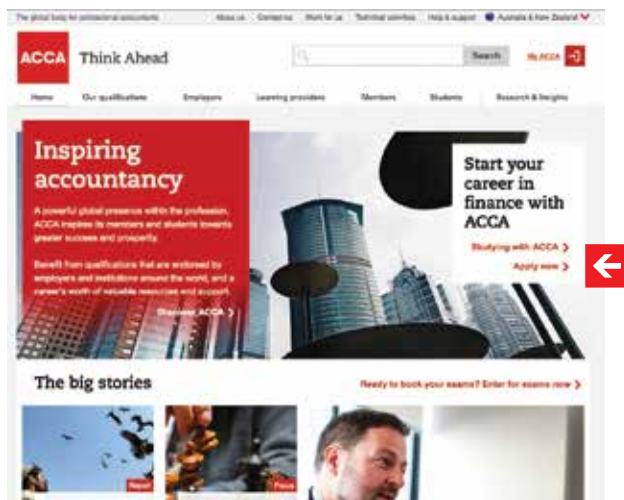 The global body for professional accountants
About us Contact us Work for us Technical activities Help & support Australia & New Zealand
ACCA Think Ahead
Search My ACCA
Home Our qualifications Employers Learning providers Members Students Research & Insights
Inspiring
accountancy
A powerful global presence within the profession,
ACCA inspires its members and students towards
greater success and prosperity.
Benefit from qualifications that are endorsed by
employers and institutions around the world, and a
career's worth of valuable resources and support.
Discover ACCA
Start your
career in
finance with
ACCA
Studying with ACCA
Apply now
The big stories
Ready to book your exams? Enter for exams now
Report
Focus